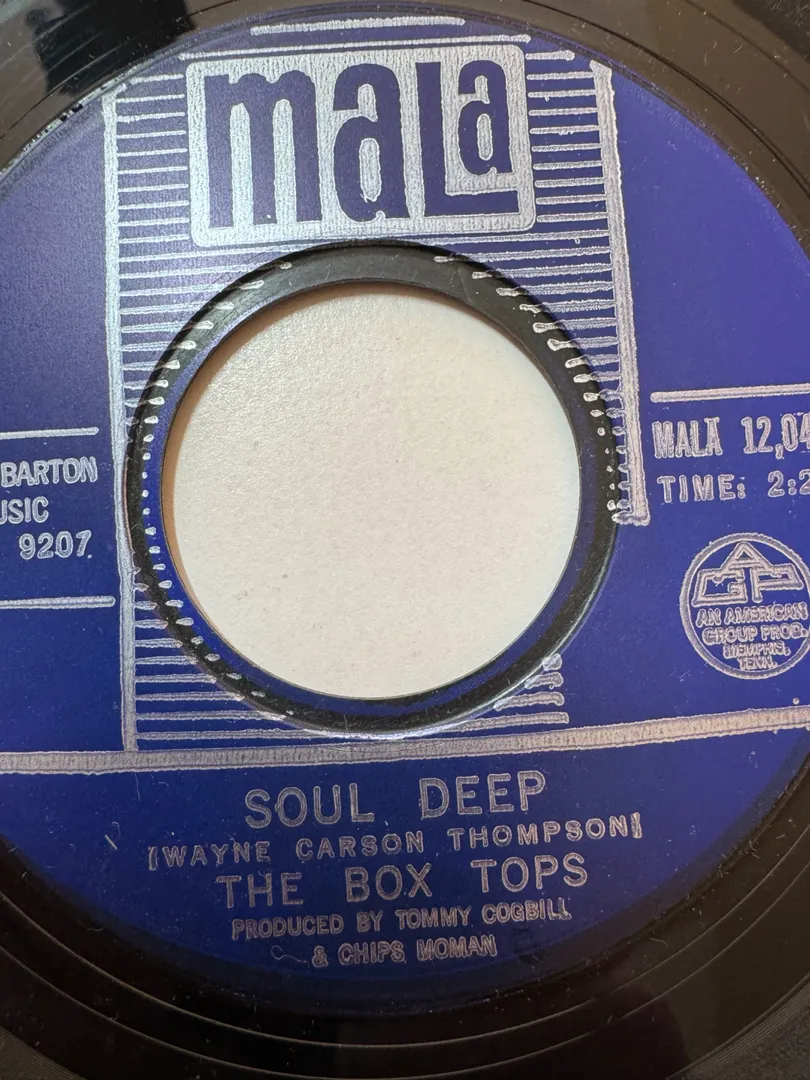 mala
BARTON
USIC
9207
MALA 12,04
TIME: 2:2
AGP
AN AMERICAN
GROUP PROD.
MEMPHIS,
TENN.
SOUL DEEP
(WAYNE CARSON THOMPSON)
THE BOX TOPS
PRODUCED BY TOMMY COGBILL
& CHIPS MOMAN